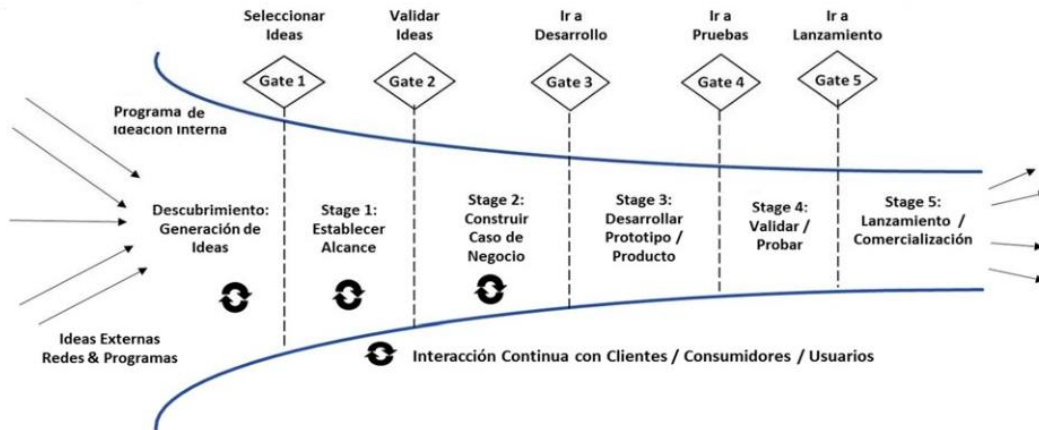 Seleccionar
Ideas
Validar
Ideas
Ir a
Desarrollo
Ir a
Pruebas
Ir a
Lanzamiento
Gate 1
Gate 2
Gate 3
Gate 4
Gate 5
Programa de
Ideación Interna
Descubrimiento:
Generación de
Ideas
Stage 1:
Establecer
Alcance
Stage 2:
Construir
Caso de
Negocio
Stage 3:
Desarrollar
Prototipo /
Producto
Stage 4:
Validar /
Probar
Stage 5:
Lanzamiento /
Comercialización
Ideas Externas
Redes & Programas
Interacción Continua con Clientes / Consumidores / Usuarios